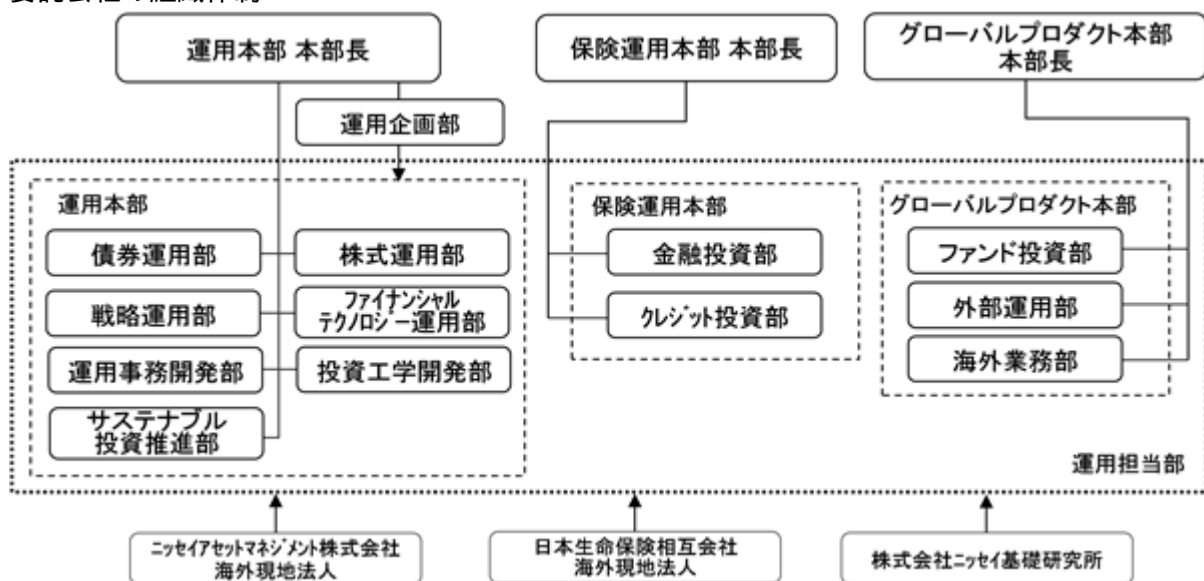 運用本部 本部長
保険運用本部 本部長
グローバルプロダクト本部
本部長
運用企画部
運用本部
債券運用部
株式運用部
戦略運用部
ファイナンシャル
テクノロジー運用部
運用事務開発部
投資工学開発部
サステナブル
投資推進部
保険運用本部
金融投資部
クレジット投資部
グローバルプロダクト本部
ファンド投資部
外部運用部
海外業務部
運用担当部
ニッセイアセットマネジメント株式会社
海外現地法人
日本生命保険相互会社
海外現地法人
株式会社ニッセイ基礎研究所